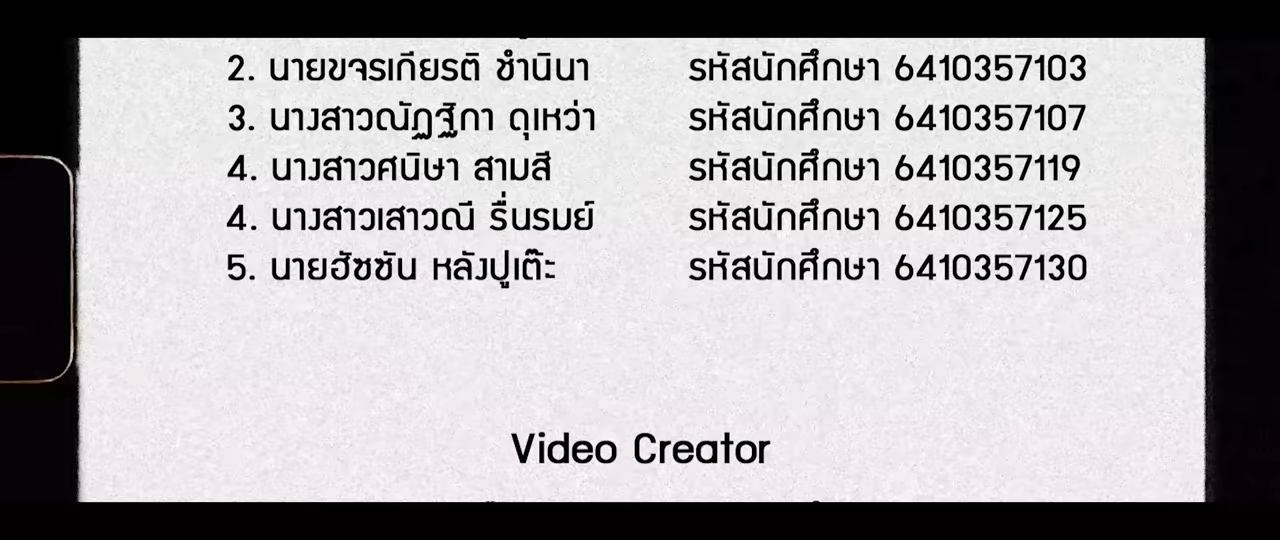 2. นายขจรเกียรติ ชำนินา รหัสนักศึกษา 6410357103
3. นางสาวณัฏฐิกา ดุเหว่า รหัสนักศึกษา 6410357107
4. นางสาวศนิษา สามสี รหัสนักศึกษา 6410357119
4. นางสาวเสาวณี รื่นรมย์ รหัสนักศึกษา 6410357125
5. นายฮัซซัน หลังปูเต๊ะ รหัสนักศึกษา 6410357130
Video Creator